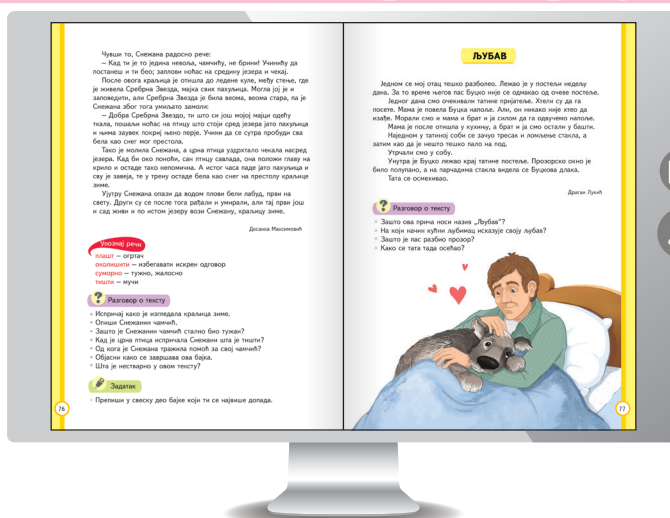 Чувши то, Снежана радосно рече:
— Кад ти је то једина невоља, чамчићу, не брини! Учинићу да
постанеш и ти бео; заплови ноћас на средину језера и чекај.
После овога краљица је отишла до ледене куле, међу стење, где
је живела Сребрна Звезда, мајка свих пахуљица. Могла јој је и
заповедити, али Сребрна Звезда је била веома, веома стара, па је
Снежана због тога умиљато замоли:
— Добра Сребрна Звездо, ти што си још мојој мајци одећу
ткала, пошаљи ноћас на птицу што стоји сред језера јато пахуљица
и њима заувек покриј њено перје. Учини да се сутра пробуди сва
бела као снег мог престола.
Тако је молила Снежана, а црна птица уздрхтало чекала насред
језера. Кад би око поноћи, сан птицу савлада, она положи главу на
крило и остаде тако непомична. А истог часа паде јато пахуљица и
сву је завеја, те у трену остаде бела као снег на престолу краљице
зиме.
Ујутру Снежана опази да водом плови бели лабуд, први на
свету. Други су се после тога рађали и умирали, али тај први још
и сад живи и по истом језеру вози Снежану, краљицу зиме.
Десанка Максимовић
Упознај речи
плашт — огртач
околишити — избегавати искрен одговор
суморно — тужно, жалосно
тишти — мучи
? Разговор о тексту
• Испричај како је изгледала краљица зиме.
• Опиши Снежанин чамчић.
• Зашто је Снежанин чамчић стално био тужан?
• Кад је црна птица испричала Снежани шта је тишти?
• Од кога је Снежана тражила помоћ за свој чамчић?
• Објасни како се завршава ова бајка.
• Шта је нестварно у овом тексту?
Задатак
• Препиши у свеску део бајке који ти се највише допада.
76
ЉУБАВ
Једном се мој отац тешко разболео. Лежао је у постељи недељу
дана. За то време његов пас Буцко није се одмакао од очеве постеље.
Једног дана смо очекивали татине пријатеље. Хтели су да га
посете. Мама је повела Буцка напоље. Али, он никако није хтео да
изађе. Морали смо и мама и брат и ја силом да га одвучемо напоље.
Мама је после отишла у кухињу, а брат и ја смо остали у башти.
Наједном у татиној соби се зачуо тресак и ломљење стакла, а
затим као да је нешто тешко пало на под.
Утрчали смо у собу.
Унутра је Буцко лежао крај татине постеље. Прозорско окно је
било полупано, а на парчадима стакла видела се Буцкова длака.
Тата се осмехивао.
Драган Лукић
? Разговор о тексту
• Зашто ова прича носи назив „Љубав"?
• На који начин кућни љубимац исказује своју љубав?
• Зашто је пас разбио прозор?
• Како се тата тада осећао?
77